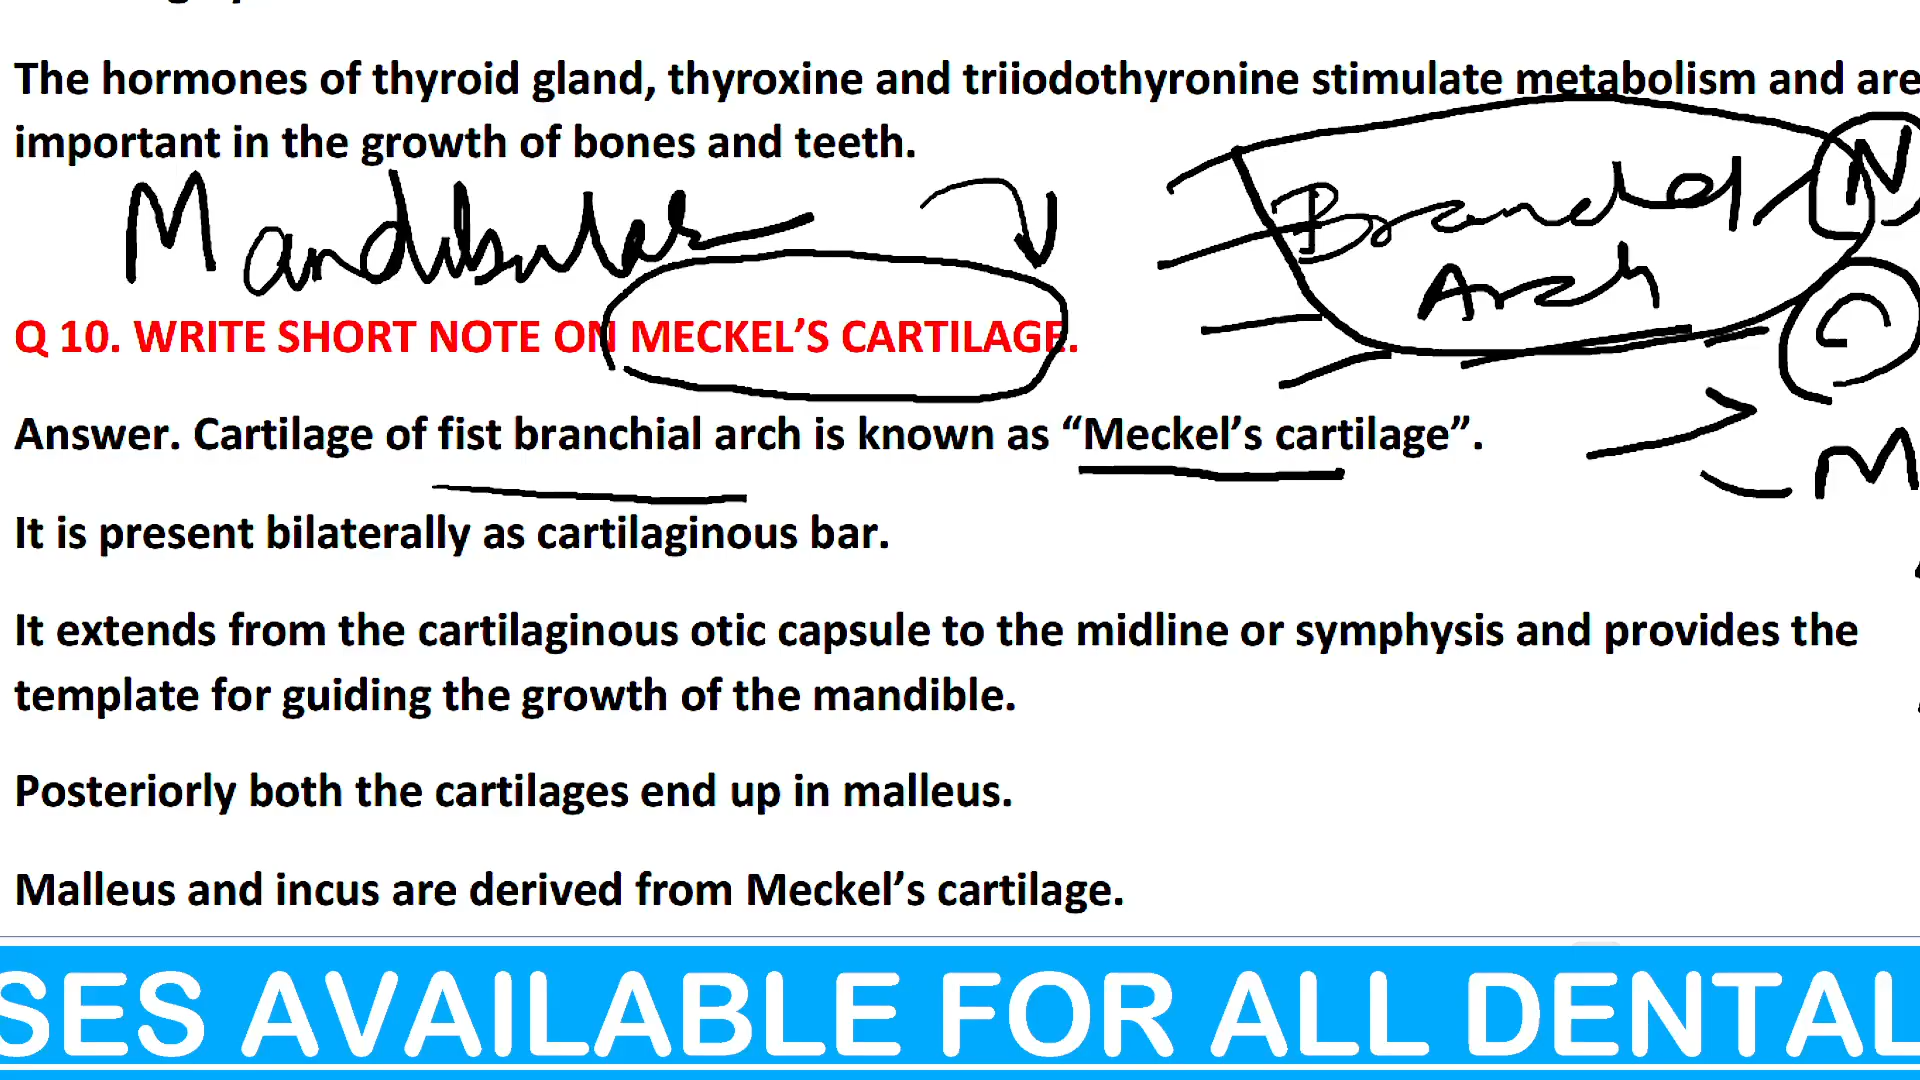 The hormones of thyroid gland, thyroxine and triiodothyronine stimulate metabolism and are
important in the growth of bones and teeth.
Mandibular
Branchial
Arch
N
C
M
Q 10. WRITE SHORT NOTE ON MECKEL’S CARTILAGE.
Answer. Cartilage of fist branchial arch is known as “Meckel’s cartilage”.
It is present bilaterally as cartilaginous bar.
It extends from the cartilaginous otic capsule to the midline or symphysis and provides the
template for guiding the growth of the mandible.
Posteriorly both the cartilages end up in malleus.
Malleus and incus are derived from Meckel’s cartilage.
SES AVAILABLE FOR ALL DENTAL